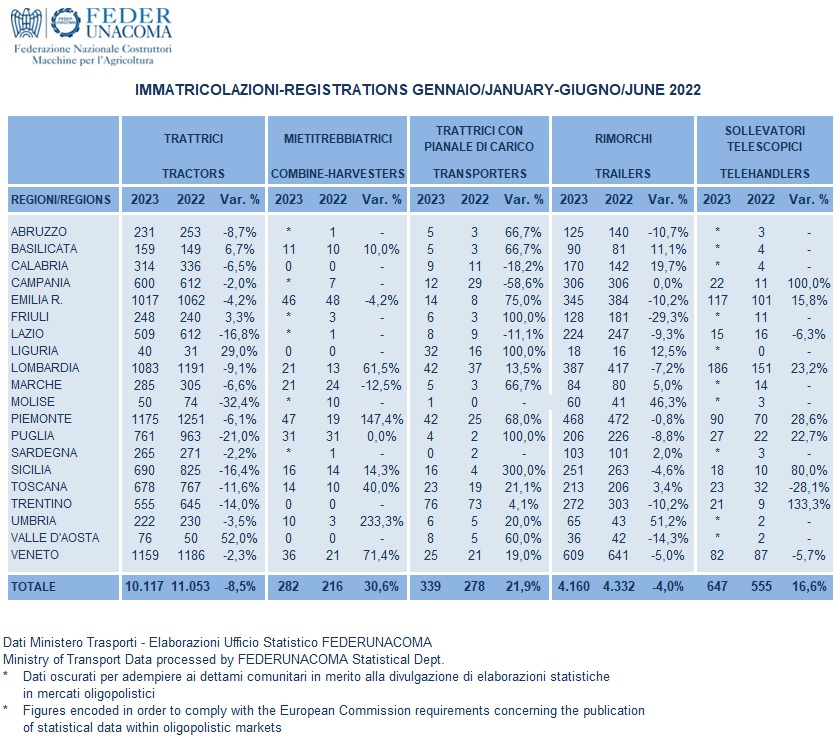 FEDER
UNACOMA
Federazione Nazionale Costruttori
Macchine per l'Agricoltura
IMMATRICOLAZIONI-REGISTRATIONS GENNAIO/JANUARY-GIUGNO/JUNE 2022
TRATTRICI MIETITREBBIATRICI TRATTRICI CON PIANALE DI CARICO RIMORCHI SOLLEVATORI TELESCOPICI
TRACTORS COMBINE-HARVESTERS TRANSPORTERS TRAILERS TELEHANDLERS
REGIONI/REGIONS 2023 2022 Var. % 2023 2022 Var. % 2023 2022 Var. % 2023 2022 Var. % 2023 2022 Var. %
ABRUZZO 231 253 -8,7% * 1 - 5 3 66,7% 125 140 -10,7% * 3 -
BASILICATA 159 149 6,7% 11 10 10,0% 5 3 66,7% 90 81 11,1% * 4 -
CALABRIA 314 336 -6,5% 0 0 - 9 11 -18,2% 170 142 19,7% * 4 -
CAMPANIA 600 612 -2,0% * 7 - 12 29 -58,6% 306 306 0,0% 22 11 100,0%
EMILIA R. 1017 1062 -4,2% 46 48 -4,2% 14 8 75,0% 345 384 -10,2% 117 101 15,8%
FRIULI 248 240 3,3% * 3 - 6 3 100,0% 128 181 -29,3% * 11 -
LAZIO 509 612 -16,8% * 1 - 8 9 -11,1% 224 247 -9,3% 15 16 -6,3%
LIGURIA 40 31 29,0% 0 0 - 32 16 100,0% 18 16 12,5% * 0 -
LOMBARDIA 1083 1191 -9,1% 21 13 61,5% 42 37 13,5% 387 417 -7,2% 186 151 23,2%
MARCHE 285 305 -6,6% 21 24 -12,5% 5 3 66,7% 84 80 5,0% * 14 -
MOLISE 50 74 -32,4% * 10 - 1 0 - 60 41 46,3% * 3 -
PIEMONTE 1175 1251 -6,1% 47 19 147,4% 42 25 68,0% 468 472 -0,8% 90 70 28,6%
PUGLIA 761 963 -21,0% 31 31 0,0% 4 2 100,0% 206 226 -8,8% 27 22 22,7%
SARDEGNA 265 271 -2,2% * 1 - 0 2 - 103 101 2,0% * 3 -
SICILIA 690 825 -16,4% 16 14 14,3% 16 4 300,0% 251 263 -4,6% 18 10 80,0%
TOSCANA 678 767 -11,6% 14 10 40,0% 23 19 21,1% 213 206 3,4% 23 32 -28,1%
TRENTINO 555 645 -14,0% 0 0 - 76 73 4,1% 272 303 -10,2% 21 9 133,3%
UMBRIA 222 230 -3,5% 10 3 233,3% 6 5 20,0% 65 43 51,2% * 2 -
VALLE D'AOSTA 76 50 52,0% 0 0 - 8 5 60,0% 36 42 -14,3% * 2 -
VENETO 1159 1186 -2,3% 36 21 71,4% 25 21 19,0% 609 641 -5,0% 82 87 -5,7%
TOTALE 10.117 11.053 -8,5% 282 216 30,6% 339 278 21,9% 4.160 4.332 -4,0% 647 555 16,6%
Dati Ministero Trasporti - Elaborazioni Ufficio Statistico FEDERUNACOMA
Ministry of Transport Data processed by FEDERUNACOMA Statistical Dept.
* Dati oscurati per adempiere ai dettami comunitari in merito alla divulgazione di elaborazioni statistiche
in mercati oligopolistici
* Figures encoded in order to comply with the European Commission requirements concerning the publication
of statistical data within oligopolistic markets